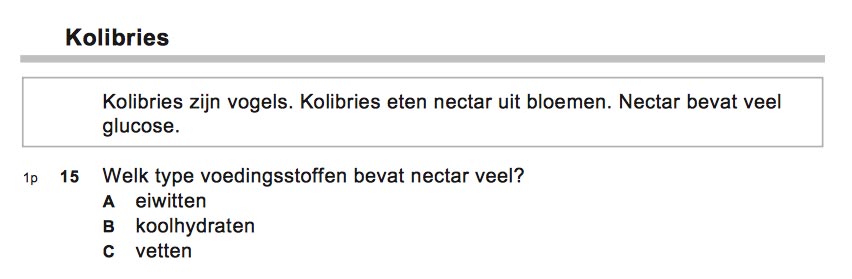 Kolibries
Kolibries zijn vogels. Kolibries eten nectar uit bloemen. Nectar bevat veel
glucose.
1p 15 Welk type voedingsstoffen bevat nectar veel?
A eiwitten
B koolhydraten
C vetten